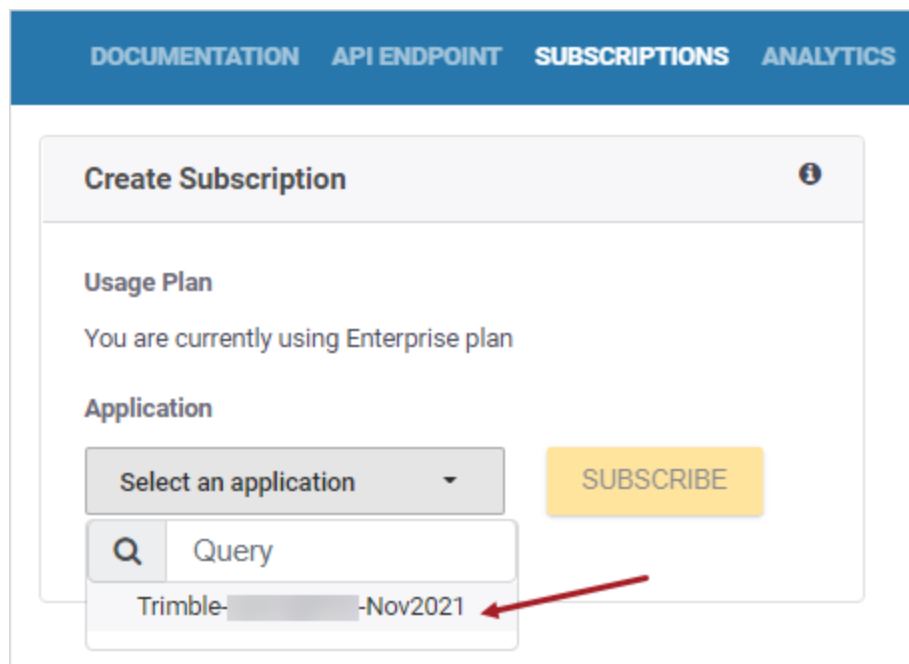 DOCUMENTATION API ENDPOINT SUBSCRIPTIONS ANALYTICS
Create Subscription
Usage Plan
You are currently using Enterprise plan
Application
Select an application SUBSCRIBE
Query
Trimble- -Nov2021